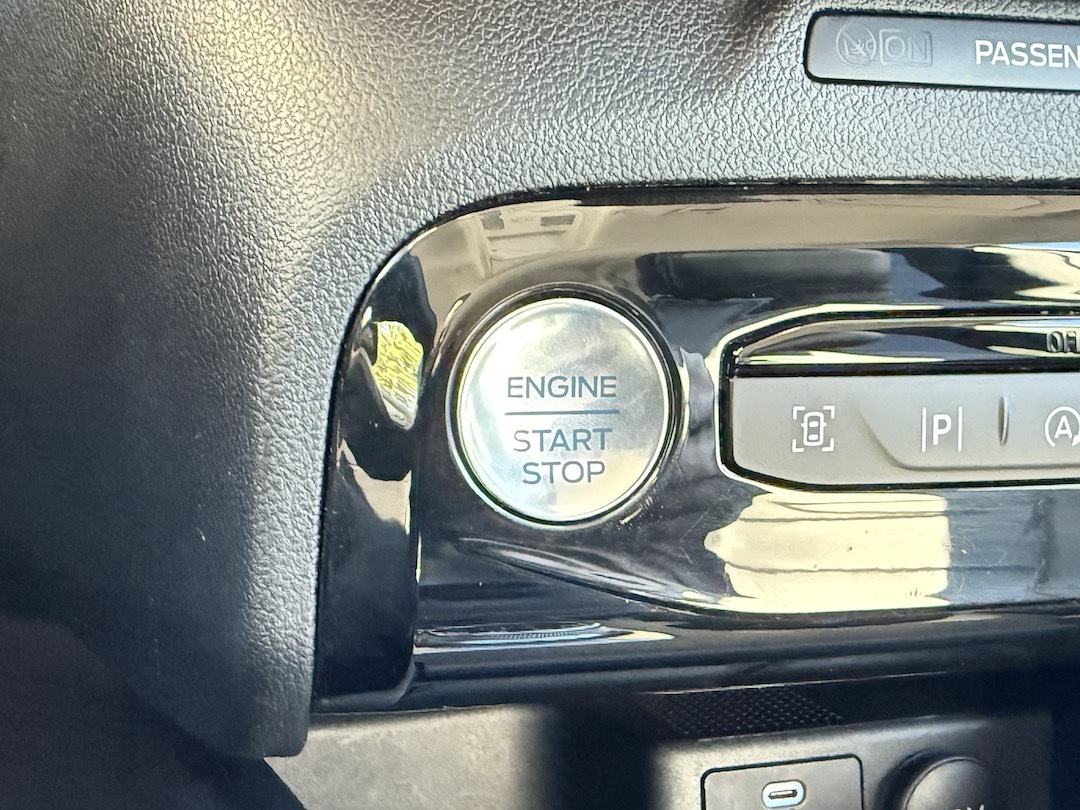 ON PASSEN
ENGINE
START
STOP
P A